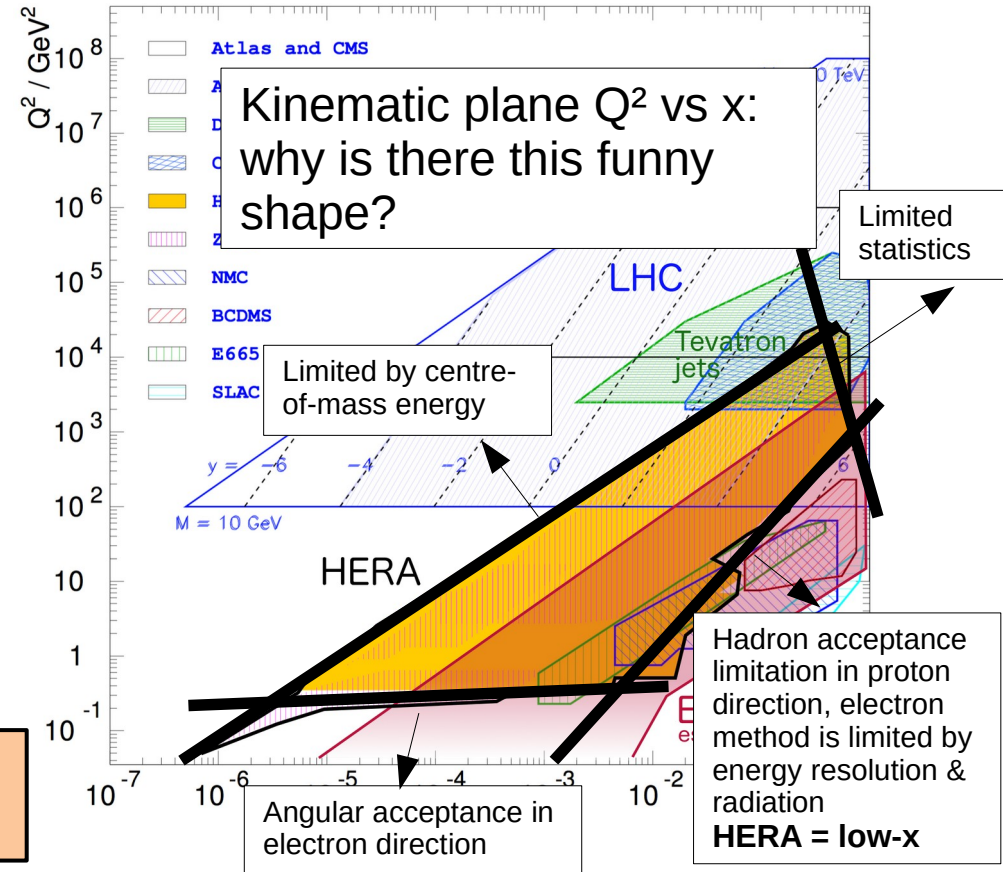 Q² / GeV²
10⁸
10⁷
10⁶
10⁵
10⁴
10³
10²
10
1
10⁻¹
Atlas and CMS
A
D
C
H
Z
NMC
BCDMS
E665
SLAC
0 TeV
Kinematic plane Q² vs x:
why is there this funny
shape?
Limited
statistics
LHC
Tevatron
jets
Limited by centre-
of-mass energy
y = -6 -4 -2 0 6
M = 10 GeV
HERA
Hadron acceptance
limitation in proton
direction, electron
method is limited by
energy resolution &
radiation
HERA = low-x
E
es
10⁻⁷ 10⁻⁶ -5 -4 -3 10⁻²
Angular acceptance in
electron direction